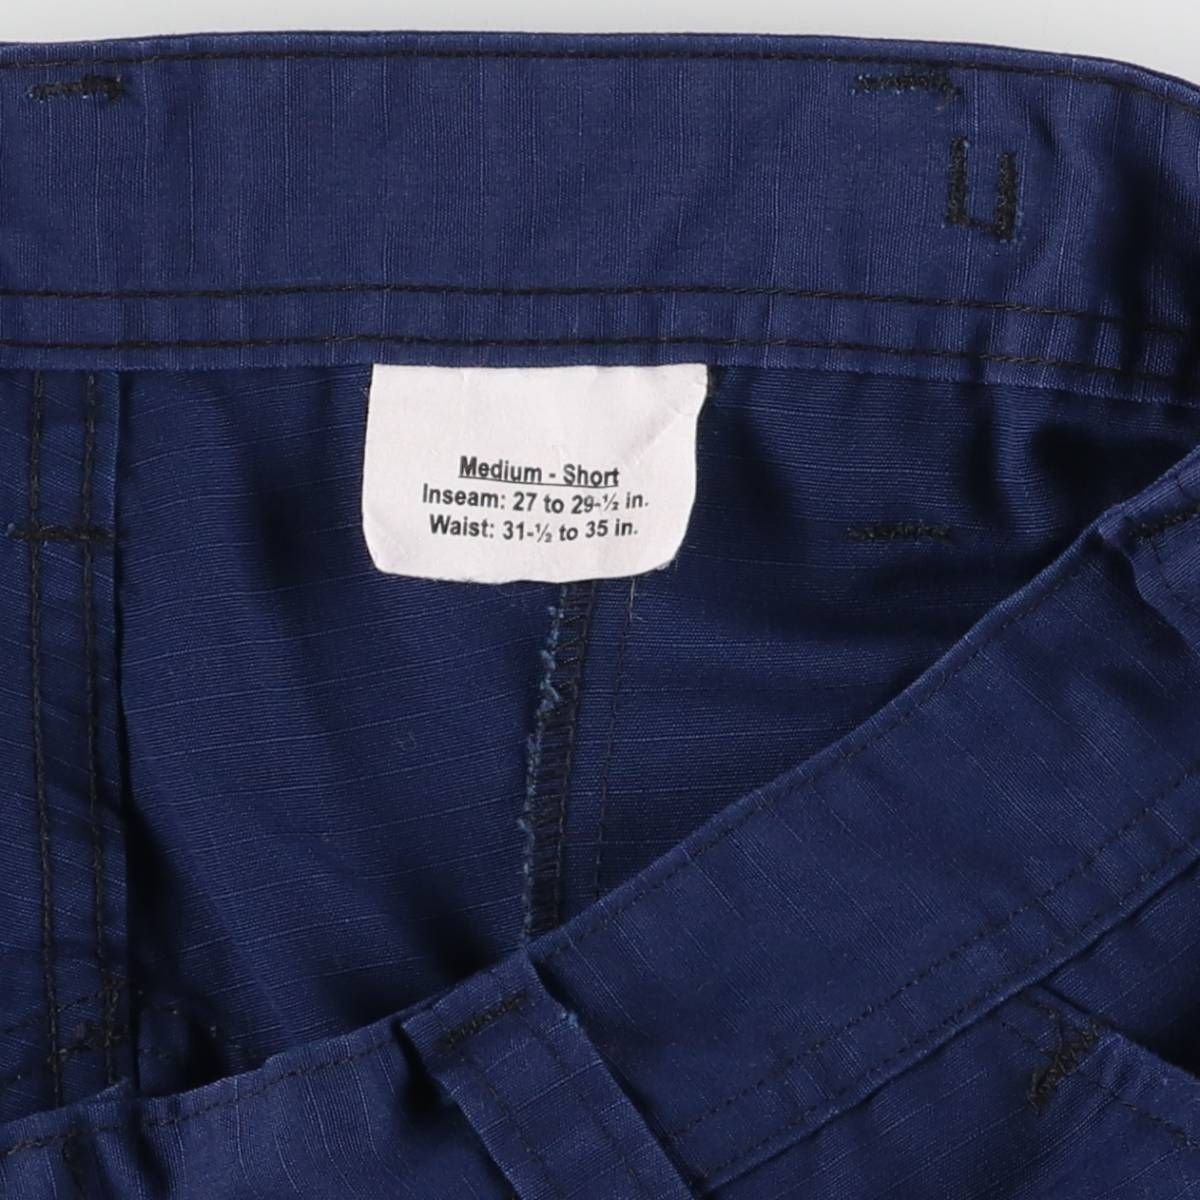 Medium - Short
Inseam: 27 to 29-½ in.
Waist: 31-½ to 35 in.